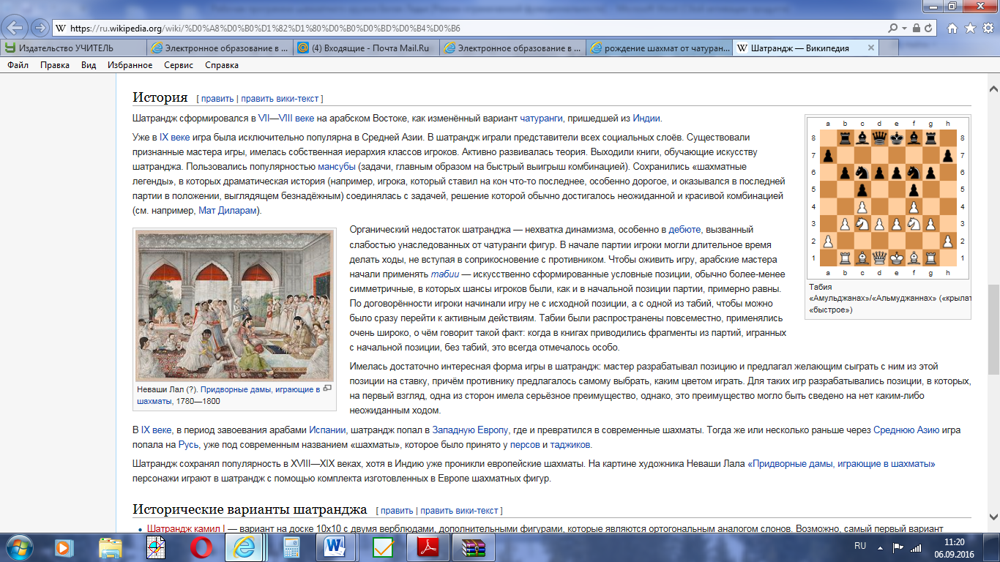 https://ru.wikipedia.org/wiki/%D0%A8%D0%B0%D1%82%D1%80%D0%B0%D0%BD%D0%B4%D0%B6
Издательство УЧИТЕЛЬ
Электронное образование в ...
(4) Входящие - Почта Mail.Ru
Электронное образование в ...
рождение шахмат от чатуран...
Шатрандж — Википедия
Файл Правка Вид Избранное Сервис Справка
История [ править | править вики-текст ]
Шатрандж сформировался в VII—VIII веке на арабском Востоке, как изменённый вариант чатуранги, пришедшей из Индии.
Уже в IX веке игра была исключительно популярна в Средней Азии. В шатрандж играли представители всех социальных слоёв. Существовали
признанные мастера игры, имелась собственная иерархия классов игроков. Активно развивалась теория. Выходили книги, обучающие искусству
шатранджа. Пользовались популярностью мансубы (задачи, главным образом на быстрый выигрыш комбинацией). Сохранились «шахматные
легенды», в которых драматическая история (например, игрока, который ставил на кон что-то последнее, особенно дорогое, и оказывался в последней
партии в положении, выглядящем безнадёжным) соединялась с задачей, решение которой обычно достигалось неожиданной и красивой комбинацией
(см. например, Мат Диларам).
a b c d e f g h
8 8
7 7
6 6
5 5
4 4
3 3
2 2
1 1
a b c d e f g h
Табия
«Амульджанах»/«Альмуджаннах» («крылат
«быстрое»)
Органический недостаток шатранджа — нехватка динамизма, особенно в дебюте, вызванный
слабостью унаследованных от чатуранги фигур. В начале партии игроки могли длительное время
делать ходы, не вступая в соприкосновение с противником. Чтобы оживить игру, арабские мастера
начали применять табии — искусственно сформированные условные позиции, обычно более-менее
симметричные, в которых шансы игроков были, как и в начальной позиции партии, примерно равны.
По договорённости игроки начинали игру не с исходной позиции, а с одной из табий, чтобы можно
было сразу перейти к активным действиям. Табии были распространены повсеместно, применялись
очень широко, о чём говорит такой факт: когда в книгах приводились фрагменты из партий, игранных
с начальной позиции, без табий, это всегда отмечалось особо.
Неваши Лал (?). Придворные дамы, играющие в
шахматы, 1780—1800
Имелась достаточно интересная форма игры в шатрандж: мастер разрабатывал позицию и предлагал желающим сыграть с ним из этой
позиции на ставку, причём противнику предлагалось самому выбрать, каким цветом играть. Для таких игр разрабатывались позиции, в которых,
на первый взгляд, одна из сторон имела серьёзное преимущество, однако, это преимущество могло быть сведено на нет каким-либо
неожиданным ходом.
В IX веке, в период завоевания арабами Испании, шатрандж попал в Западную Европу, где и превратился в современные шахматы. Тогда же или несколько раньше через Среднюю Азию игра
попала на Русь, уже под современным названием «шахматы», которое было принято у персов и таджиков.
Шатрандж сохранял популярность в XVIII—XIX веках, хотя в Индию уже проникли европейские шахматы. На картине художника Неваши Лала «Придворные дамы, играющие в шахматы»
персонажи играют в шатрандж с помощью комплекта изготовленных в Европе шахматных фигур.
Исторические варианты шатранджа [ править | править вики-текст ]
Шатрандж камил I — вариант на доске 10x10 с двумя верблюдами, дополнительными фигурами, которые являются ортогональным аналогом слонов. Возможно, самый первый вариант
RU
11:20
06.09.2016